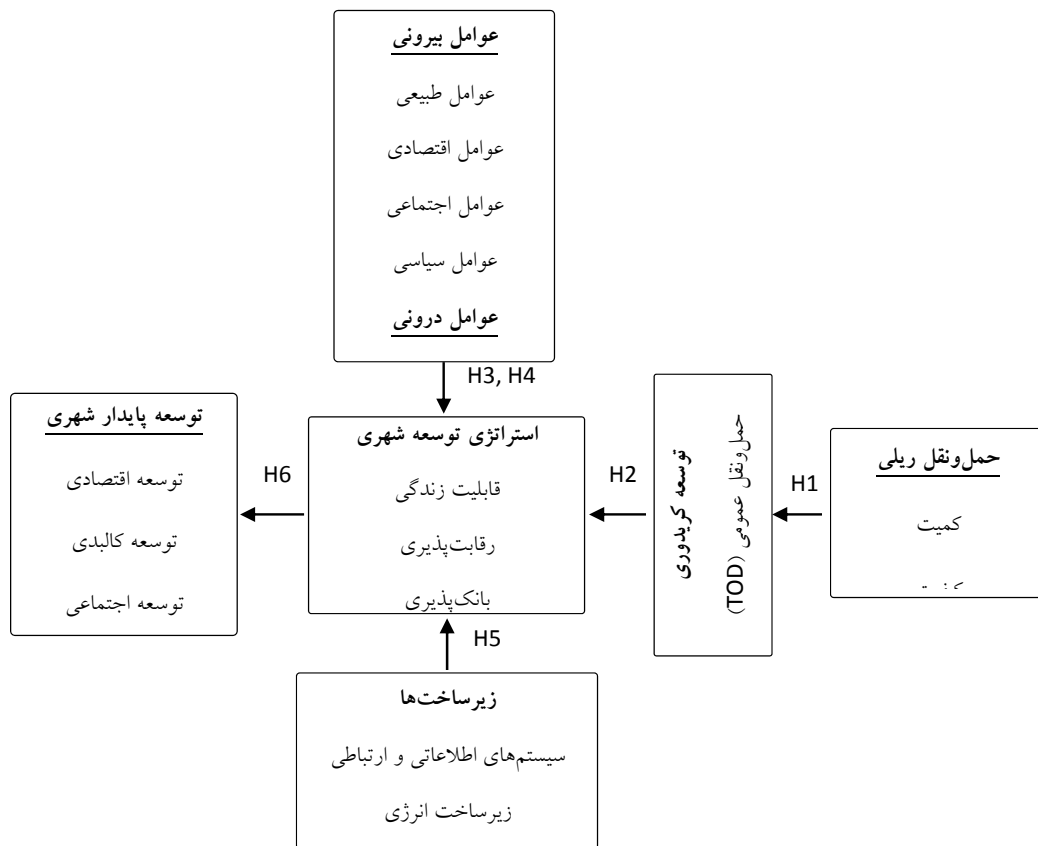 عوامل بیرونی
عوامل طبیعی
عوامل اقتصادی
عوامل اجتماعی
عوامل سیاسی
عوامل درونی
H3, H4
حمل‌ونقل ریلی
کمیت
H1
توسعه کریدوری
حمل‌ونقل عمومی (TOD)
H2
استراتژی توسعه شهری
قابلیت زندگی
رقابت‌پذیری
بانک‌پذیری
H6
توسعه پایدار شهری
توسعه اقتصادی
توسعه کالبدی
توسعه اجتماعی
H5
زیرساخت‌ها
سیستم‌های اطلاعاتی و ارتباطی
زیرساخت انرژی